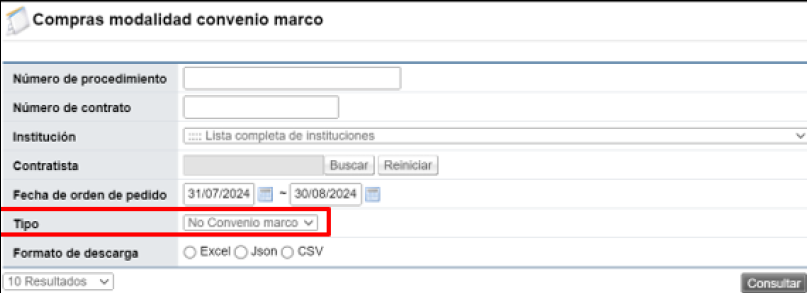 Compras modalidad convenio marco
Número de procedimiento
Número de contrato
Institución :::: Lista completa de instituciones
Contratista Buscar Reiniciar
Fecha de orden de pedido 31/07/2024 ~ 30/08/2024
Tipo No Convenio marco
Formato de descarga Excel Json CSV
10 Resultados Consultar